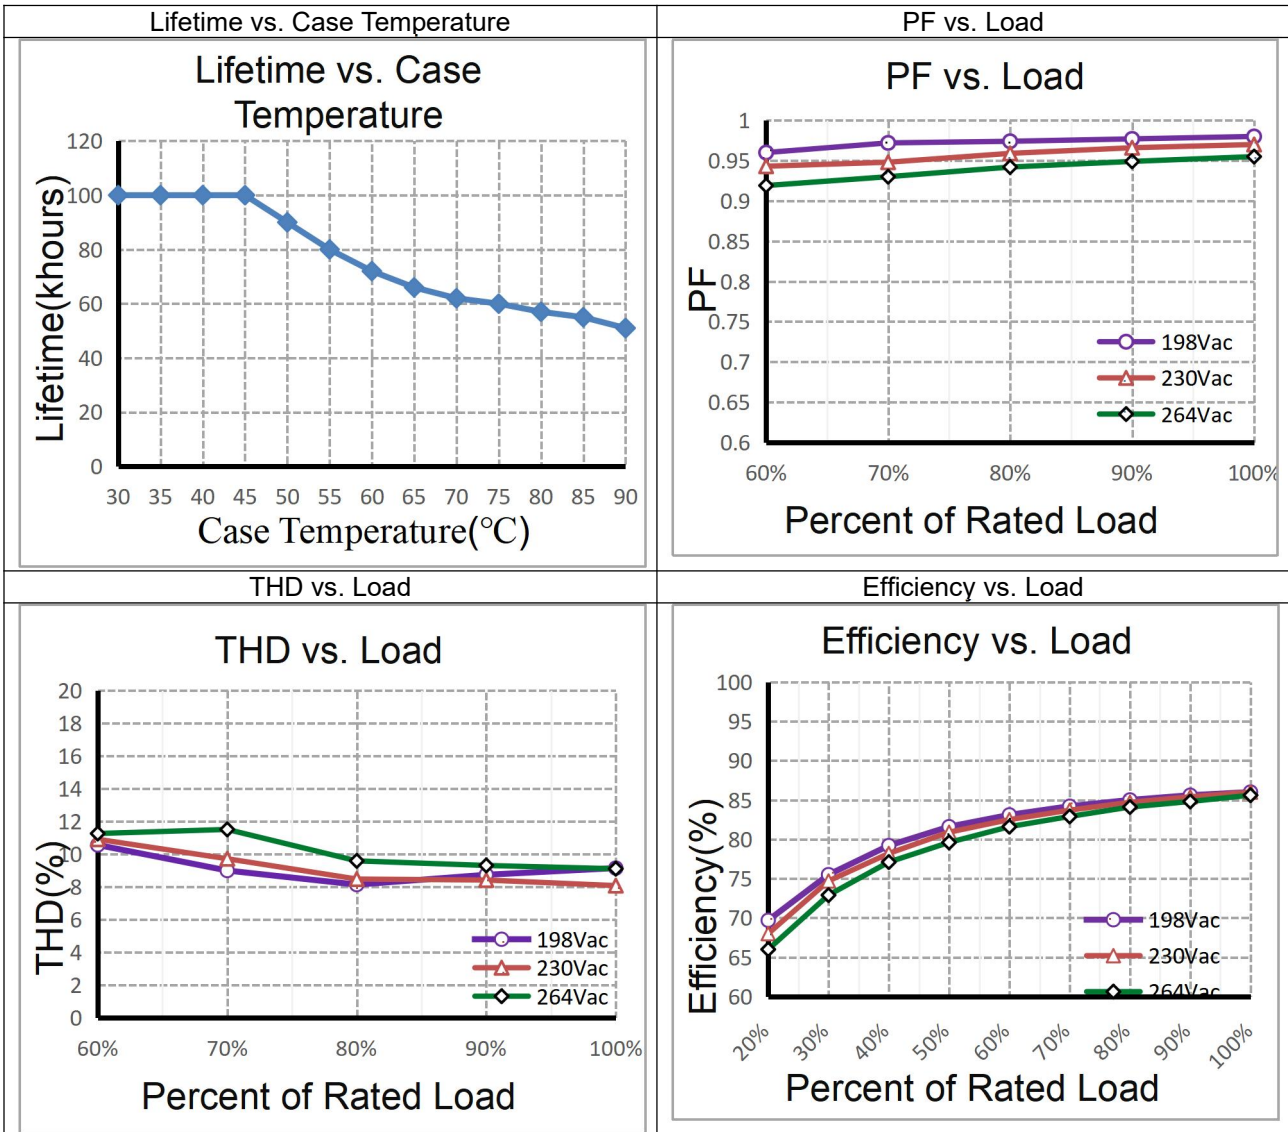 Lifetime vs. Case Temperature
PF vs. Load
Lifetime vs. Case
Temperature
120
100
80
60
40
20
0
Lifetime(khours)
30 35 40 45 50 55 60 65 70 75 80 85 90
Case Temperature(°C)
PF vs. Load
1
0.95
0.9
0.85
0.8
0.75
0.7
0.65
0.6
PF
198Vac
230Vac
264Vac
60% 70% 80% 90% 100%
Percent of Rated Load
THD vs. Load
Efficiency vs. Load
THD vs. Load
20
18
16
14
12
10
8
6
4
2
0
THD(%)
198Vac
230Vac
264Vac
60% 70% 80% 90% 100%
Percent of Rated Load
Efficiency vs. Load
100
95
90
85
80
75
70
65
60
Efficiency(%)
198Vac
230Vac
264Vac
20% 30% 40% 50% 60% 70% 80% 90% 100%
Percent of Rated Load